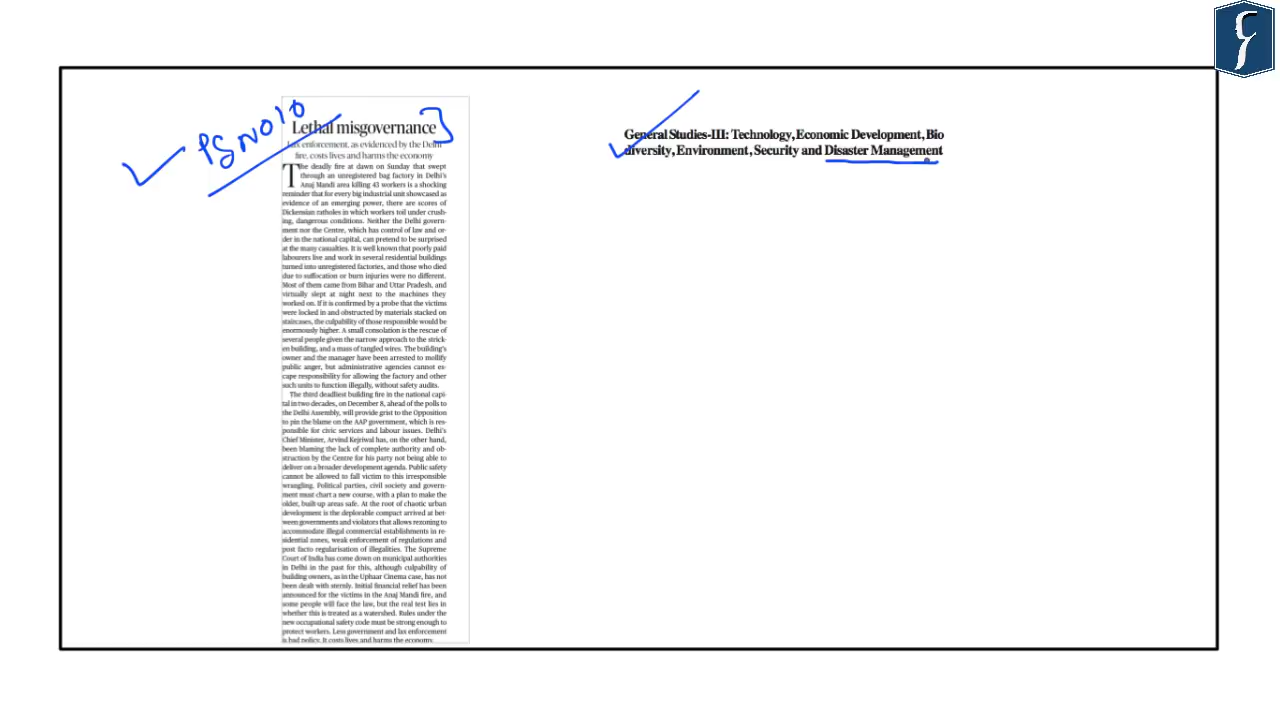 PgNo10
Lethal misgovernance
Lax enforcement, as evidenced by the Delhi
fire, costs lives and harms the economy
The deadly fire at dawn on Sunday that swept
through an unregistered bag factory in Delhi's
Anaj Mandi area killing 43 workers is a shocking
reminder that for every big industrial unit showcased as
evidence of an emerging power, there are scores of
Dickensian ratholes in which workers toil under crush-
ing, dangerous conditions. Neither the Delhi govern-
ment nor the Centre, which has control of law and or-
der in the national capital, can pretend to be surprised
at the many casualties. It is well known that poorly paid
labourers live and work in several residential buildings
turned into unregistered factories, and those who died
due to suffocation or burn injuries were no different.
Most of them came from Bihar and Uttar Pradesh, and
virtually slept at night next to the machines they
worked on. If it is confirmed by a probe that the victims
were locked in and obstructed by materials stacked on
staircases, the culpability of those responsible would be
enormously higher. A small consolation is the rescue of
several people given the narrow approach to the strick-
en building, and a mass of tangled wires. The building's
owner and the manager have been arrested to mollify
public anger, but administrative agencies cannot es-
cape responsibility for allowing the factory and other
such units to function illegally, without safety audits.
The third deadliest building fire in the national capi-
tal in two decades, on December 8, ahead of the polls to
the Delhi Assembly, will provide grist to the Opposition
to pin the blame on the AAP government, which is res-
ponsible for civic services and labour issues. Delhi's
Chief Minister, Arvind Kejriwal has, on the other hand,
been blaming the lack of complete authority and ob-
struction by the Centre for his party not being able to
deliver on a broader development agenda. Public safety
cannot be allowed to fall victim to this irresponsible
wrangling. Political parties, civil society and govern-
ment must chart a new course, with a plan to make the
older, built-up areas safe. At the root of chaotic urban
development is the deplorable compact arrived at bet-
ween governments and violators that allows rezoning to
accommodate illegal commercial establishments in re-
sidential zones, weak enforcement of regulations and
post facto regularisation of illegalities. The Supreme
Court of India has come down on municipal authorities
in Delhi in the past for this, although culpability of
building owners, as in the Uphaar Cinema case, has not
been dealt with sternly. Initial financial relief has been
announced for the victims in the Anaj Mandi fire, and
some people will face the law, but the real test lies in
whether this is treated as a watershed. Rules under the
new occupational safety code must be strong enough to
protect workers. Less government and lax enforcement
is bad policy. It costs lives and harms the economy
General Studies-III: Technology, Economic Development, Bio
diversity, Environment, Security and Disaster Management